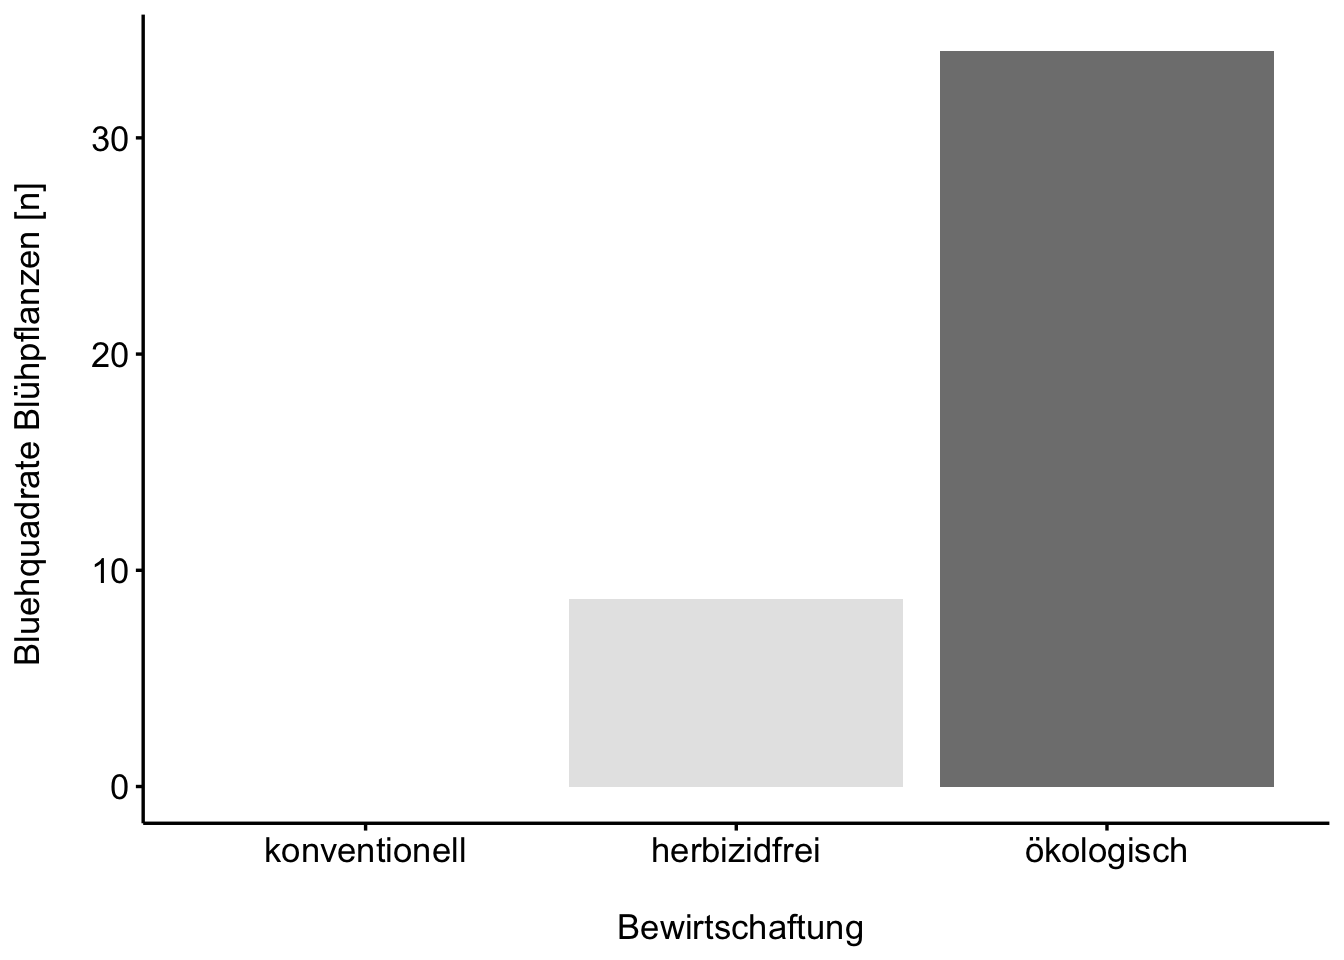 Bluehquadrate Blühpflanzen [n]
30
20
10
0
konventionell
herbizidfrei
ökologisch
Bewirtschaftung